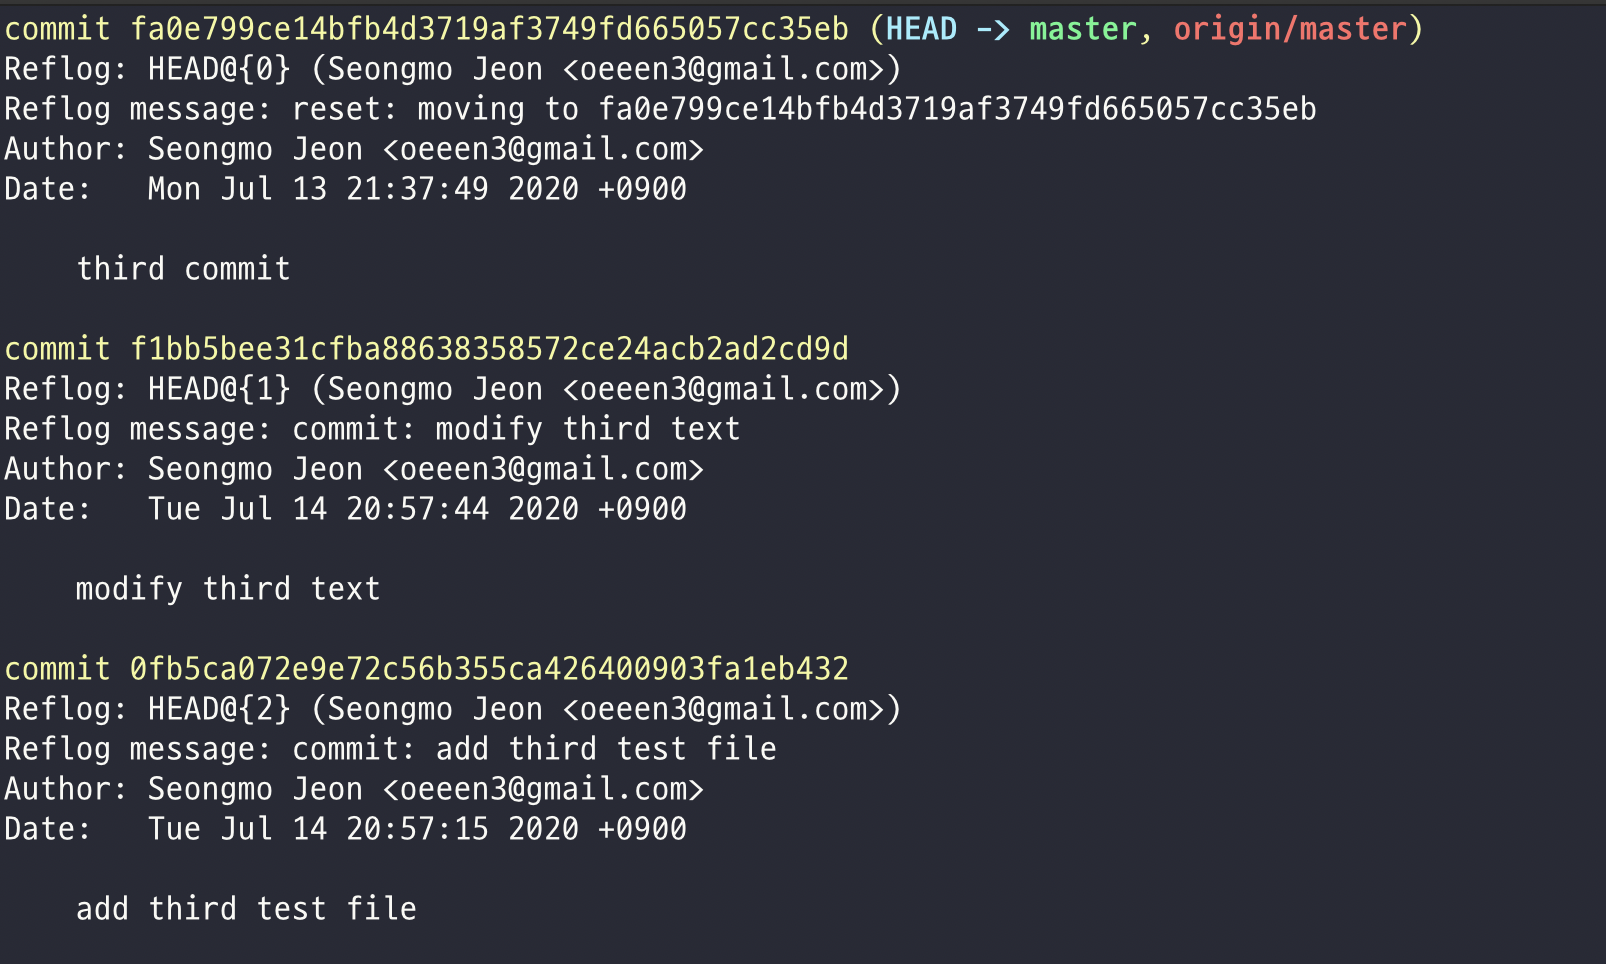 commit fa0e799ce14bfb4d3719af3749fd665057cc35eb (HEAD -> master, origin/master)
Reflog: HEAD@{0} (Seongmo Jeon <oeeen3@gmail.com>)
Reflog message: reset: moving to fa0e799ce14bfb4d3719af3749fd665057cc35eb
Author: Seongmo Jeon <oeeen3@gmail.com>
Date:   Mon Jul 13 21:37:49 2020 +0900

    third commit

commit f1bb5bee31cfba88638358572ce24acb2ad2cd9d
Reflog: HEAD@{1} (Seongmo Jeon <oeeen3@gmail.com>)
Reflog message: commit: modify third text
Author: Seongmo Jeon <oeeen3@gmail.com>
Date:   Tue Jul 14 20:57:44 2020 +0900

    modify third text

commit 0fb5ca072e9e72c56b355ca426400903fa1eb432
Reflog: HEAD@{2} (Seongmo Jeon <oeeen3@gmail.com>)
Reflog message: commit: add third test file
Author: Seongmo Jeon <oeeen3@gmail.com>
Date:   Tue Jul 14 20:57:15 2020 +0900

    add third test file